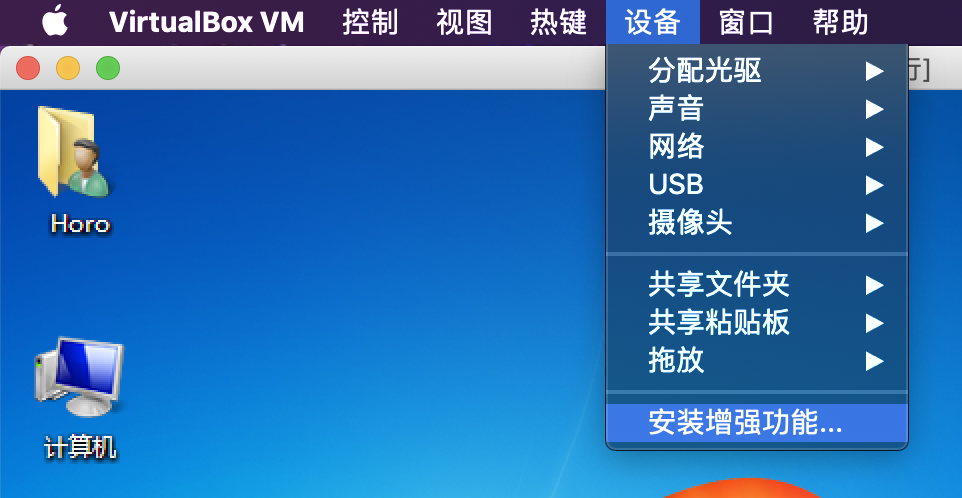 VirtualBox VM 控制 视图 热键 设备 窗口 帮助
行]
分配光驱
声音
网络
USB
摄像头
共享文件夹
共享粘贴板
拖放
安装增强功能...
Horo
计算机